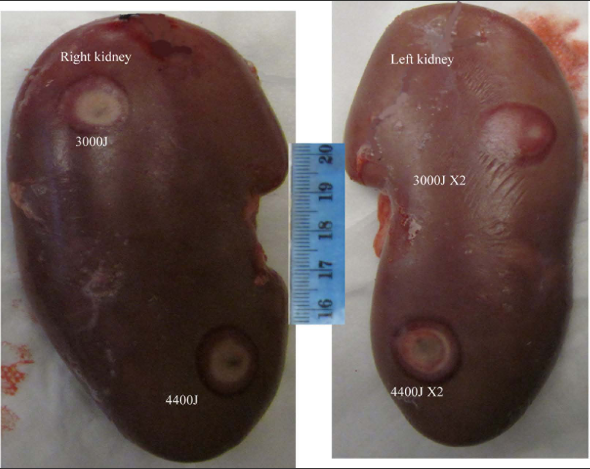 Right kidney
Left kidney
3000J
3000J X2
20
19
18
17
16
4400J
4400J X2